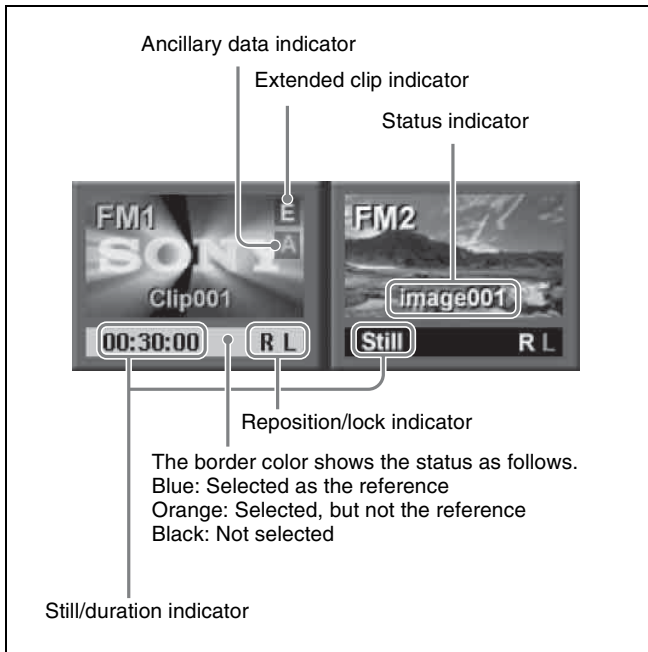 Ancillary data indicator
Extended clip indicator
Status indicator
FM1
E
SONY
A
Clip001
00:30:00
R L
FM2
image001
Still
R L
Reposition/lock indicator
The border color shows the status as follows.
Blue: Selected as the reference
Orange: Selected, but not the reference
Black: Not selected
Still/duration indicator